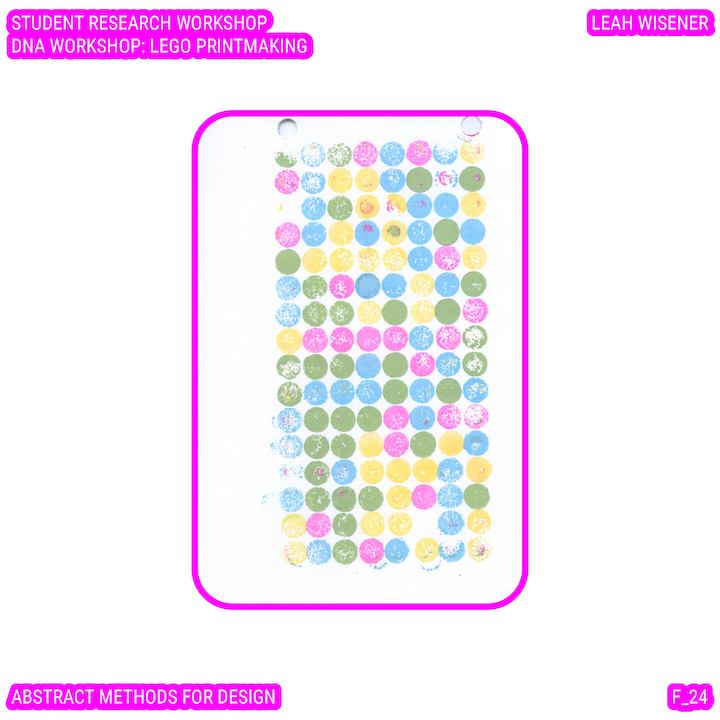 STUDENT RESEARCH WORKSHOP
DNA WORKSHOP: LEGO PRINTMAKING
LEAH WISENER
ABSTRACT METHODS FOR DESIGN
F_24